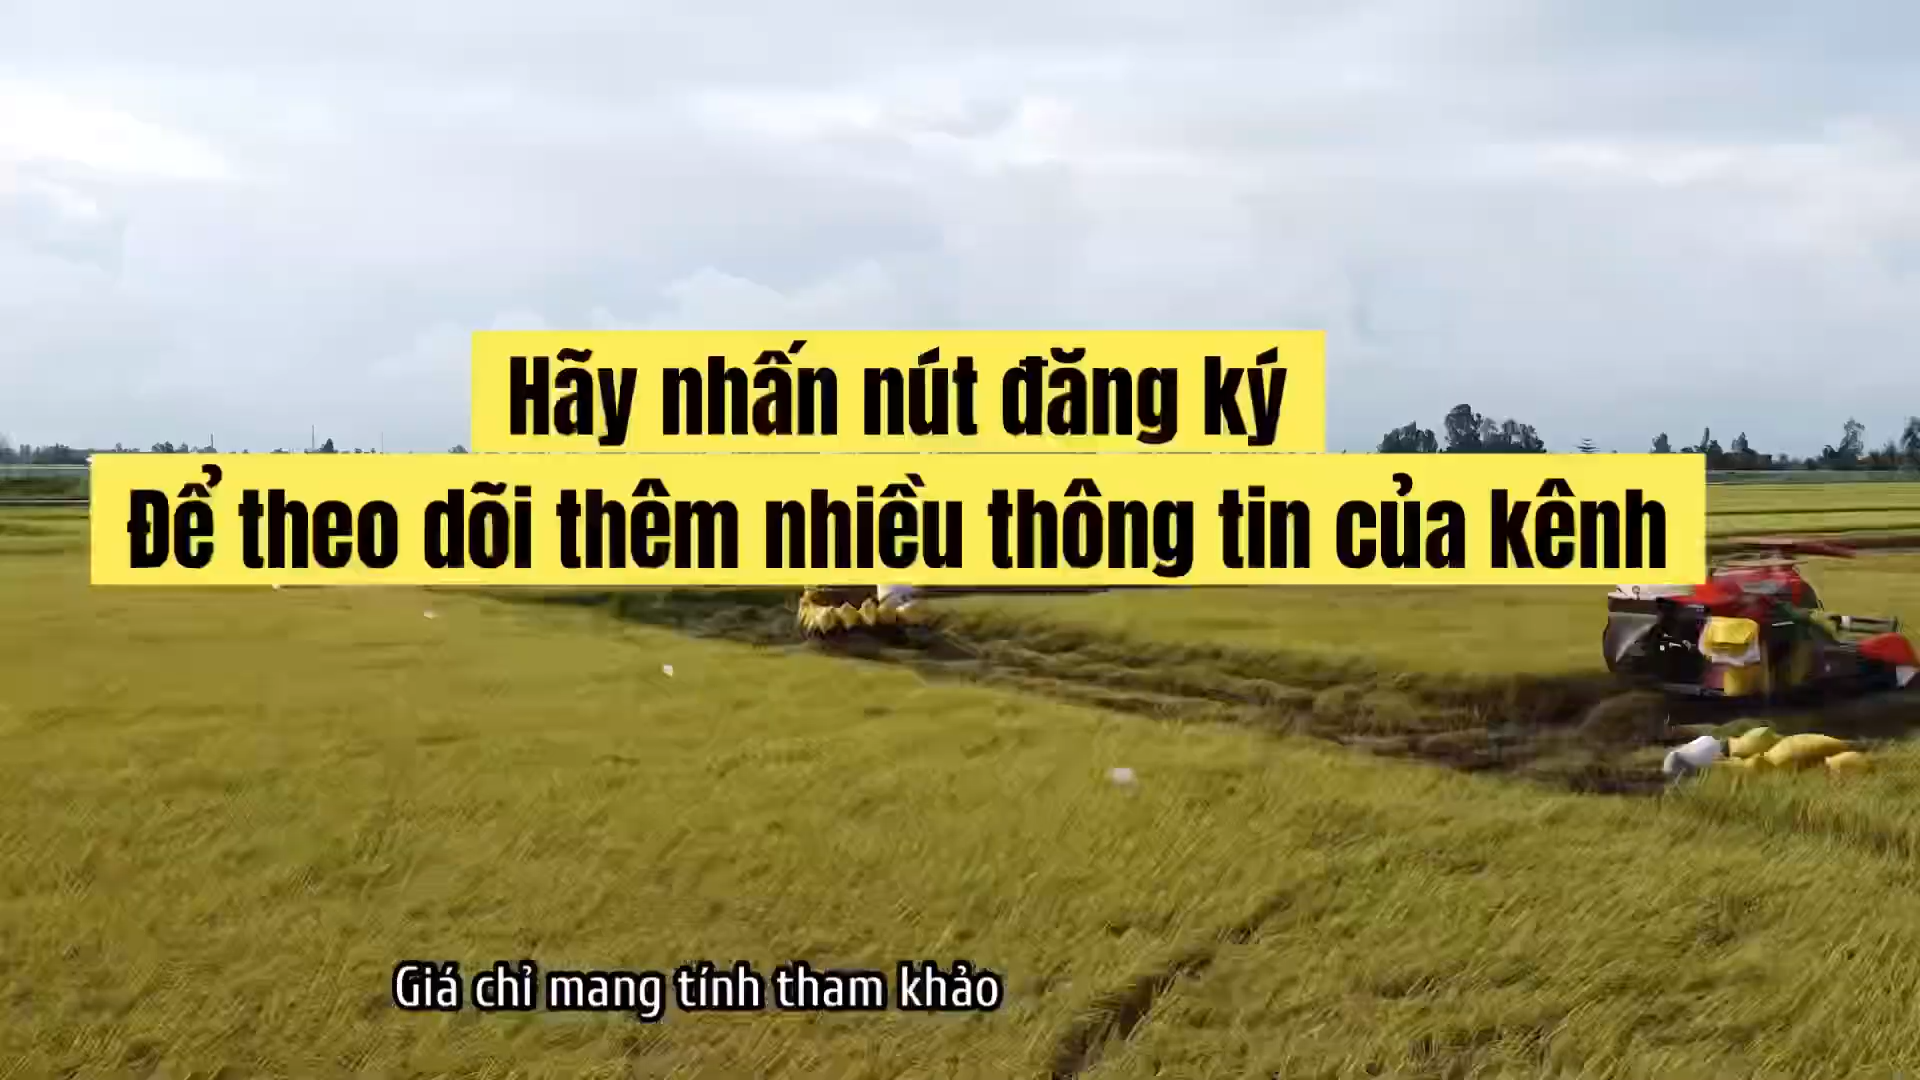 Hãy nhấn nút đăng ký
Để theo dõi thêm nhiều thông tin của kênh
Giá chỉ mang tính tham khảo